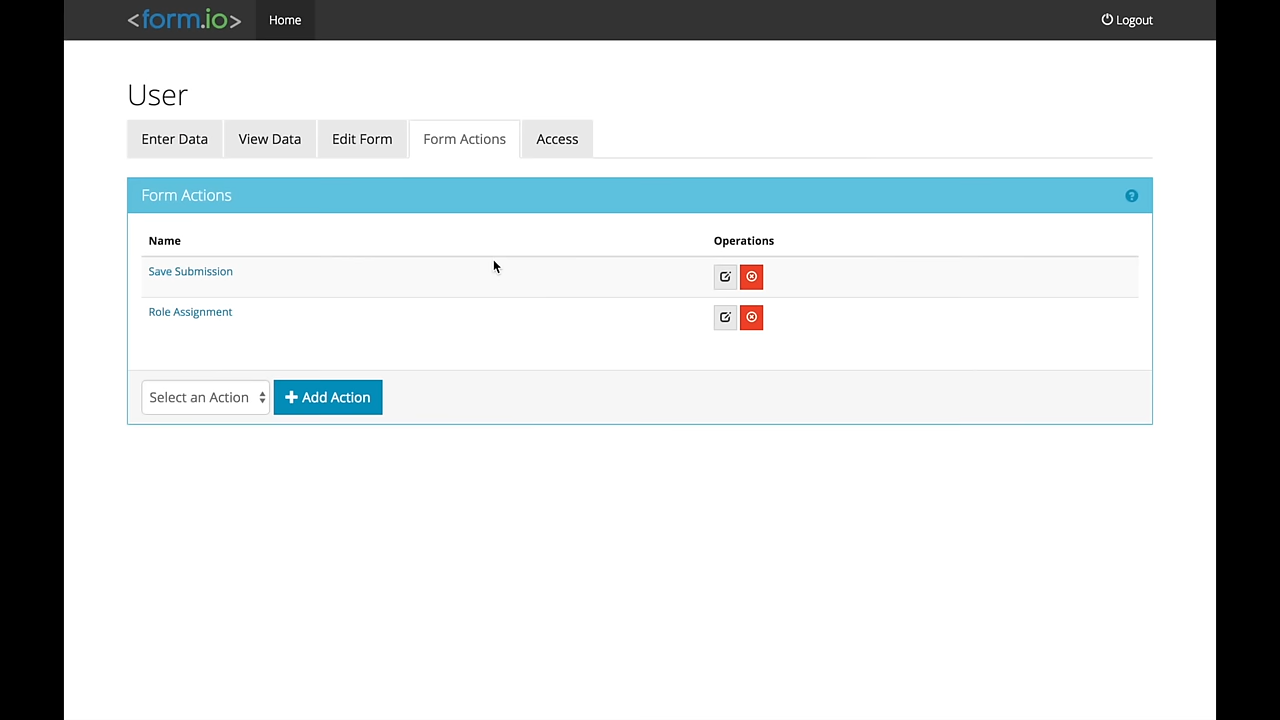 <form.io> Home Logout
User
Enter Data View Data Edit Form Form Actions Access
Form Actions ?
Name Operations
Save Submission
Role Assignment
Select an Action + Add Action